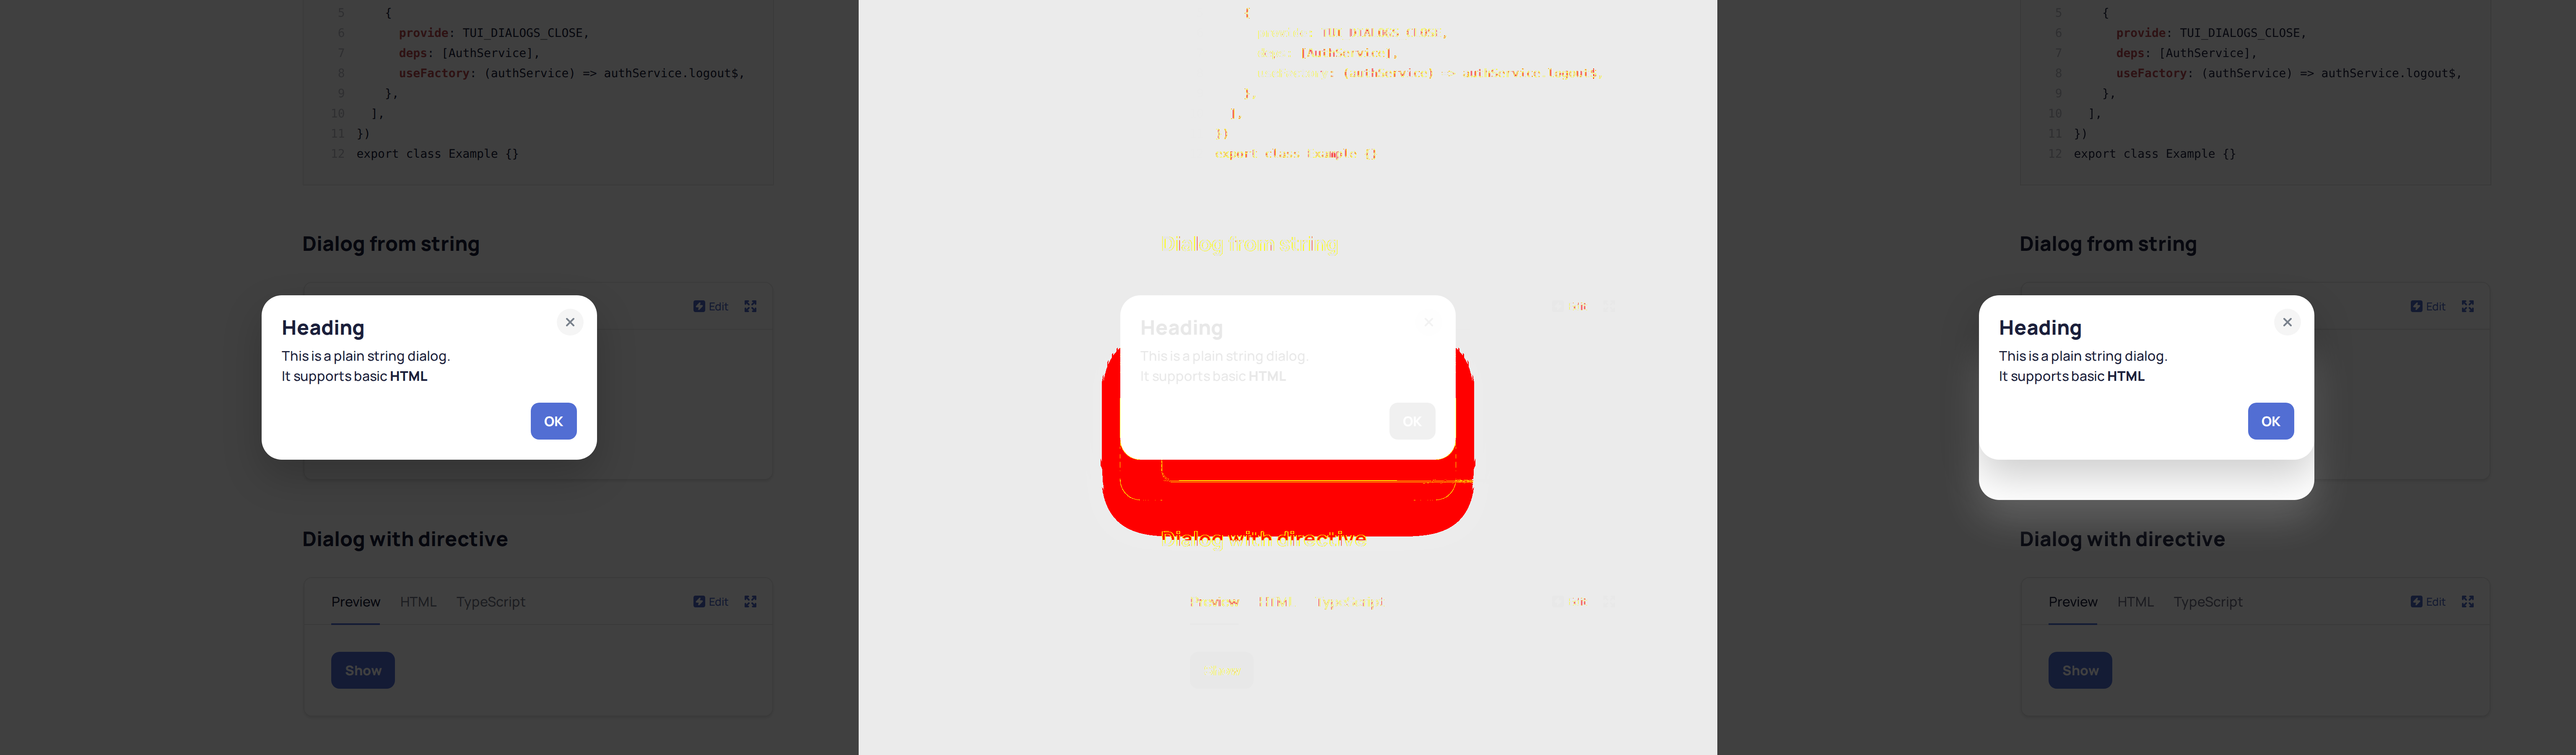 5 {
6 provide: TUI_DIALOGS_CLOSE,
7 deps: [AuthService],
8 useFactory: (authService) => authService.logout$,
9 },
10 ],
11 })
12 export class Example {}
Dialog from string
Edit
Heading
This is a plain string dialog.
It supports basic HTML
OK
Dialog with directive
Preview HTML TypeScript Edit
Show
{
provide: TUI_DIALOGS_CLOSE,
deps: [AuthService],
useFactory: (authService) => authService.logout$,
},
],
})
export class Example {}
Dialog from string
Edit
Heading
This is a plain string dialog.
It supports basic HTML
OK
Dialog with directive
Preview HTML TypeScript Edit
Show
5 {
6 provide: TUI_DIALOGS_CLOSE,
7 deps: [AuthService],
8 useFactory: (authService) => authService.logout$,
9 },
10 ],
11 })
12 export class Example {}
Dialog from string
Edit
Heading
This is a plain string dialog.
It supports basic HTML
OK
Dialog with directive
Preview HTML TypeScript Edit
Show